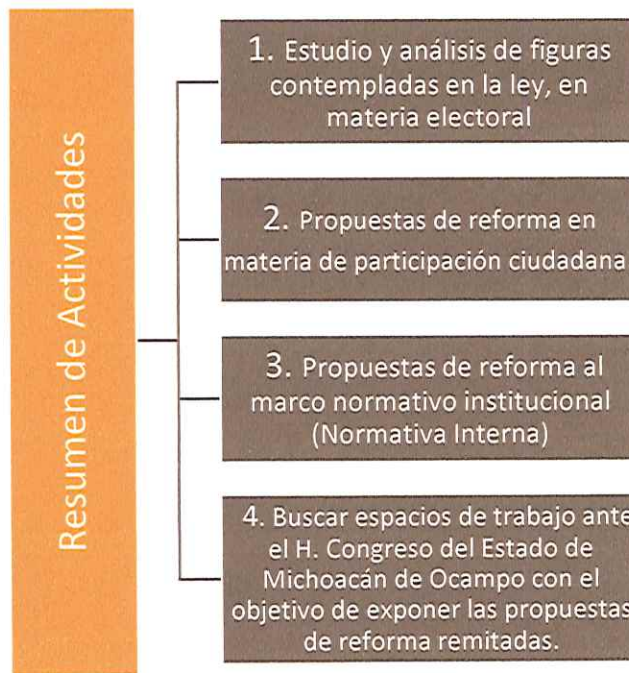 Resumen de Actividades
1. Estudio y análisis de figuras
contempladas en la ley, en
materia electoral
2. Propuestas de reforma en
materia de participación ciudadana
3. Propuestas de reforma al
marco normativo institucional
(Normativa Interna)
4. Buscar espacios de trabajo ante
el H. Congreso del Estado de
Michoacán de Ocampo con el
objetivo de exponer las propuestas
de reforma remitadas.